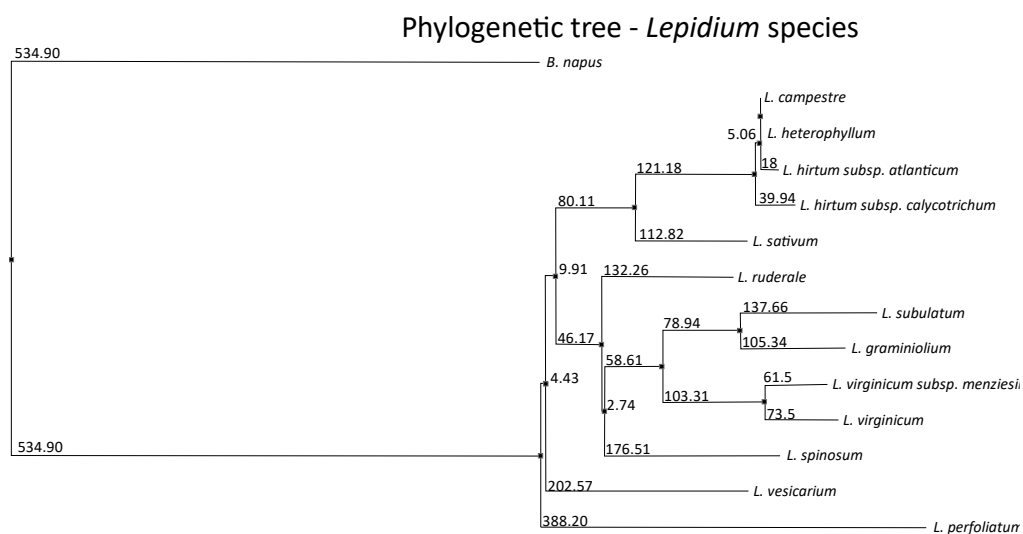 Phylogenetic tree - Lepidium species
534.90
B. napus
L. campestre
5.06
L. heterophyllum
121.18
18
L. hirtum subsp. atlanticum
80.11
39.94
L. hirtum subsp. calycotrichum
112.82
L. sativum
9.91
132.26
L. ruderale
137.66
L. subulatum
78.94
46.17
105.34
L. graminiolium
58.61
4.43
61.5
L. virginicum subsp. menziesii
103.31
2.74
73.5
L. virginicum
534.90
176.51
L. spinosum
202.57
L. vesicarium
388.20
L. perfoliatum